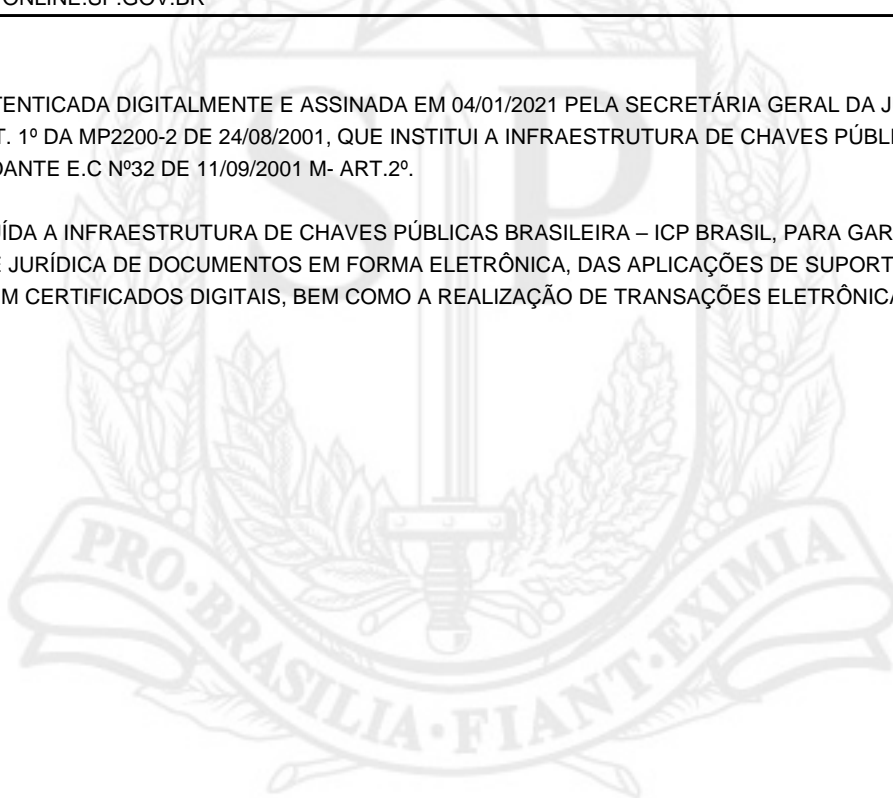 ONLINE.SP.GOV.BR
TENTICADA DIGITALMENTE E ASSINADA EM 04/01/2021 PELA SECRETÁRIA GERAL DA J
T. 1º DA MP2200-2 DE 24/08/2001, QUE INSTITUI A INFRAESTRUTURA DE CHAVES PÚBL
DANTE E.C Nº32 DE 11/09/2001 M- ART.2º.
ÍDA A INFRAESTRUTURA DE CHAVES PÚBLICAS BRASILEIRA – ICP BRASIL, PARA GAR
E JURÍDICA DE DOCUMENTOS EM FORMA ELETRÔNICA, DAS APLICAÇÕES DE SUPORT
M CERTIFICADOS DIGITAIS, BEM COMO A REALIZAÇÃO DE TRANSAÇÕES ELETRÔNICA
SP
PRO·BRASILIA·FIANT·EXIMIA